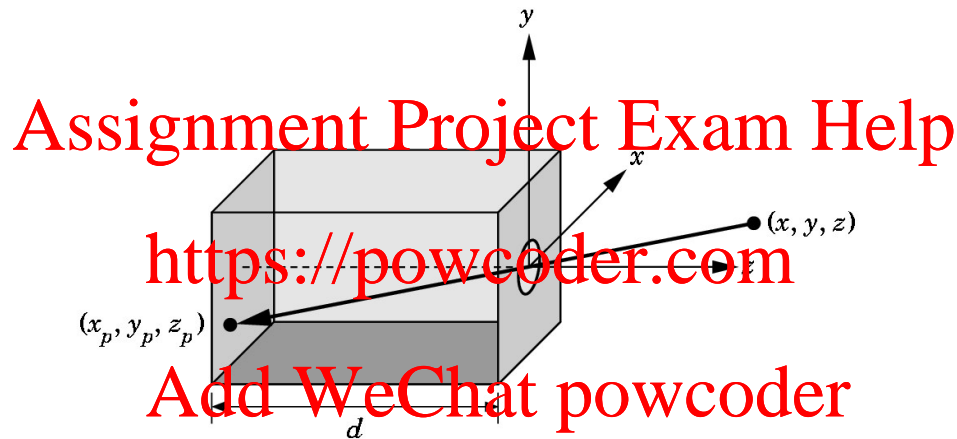 y
Assignment Project Exam Help
x
(x, y, z)
https://powcoder.com
z
(x_p, y_p, z_p)
Add WeChat powcoder
d